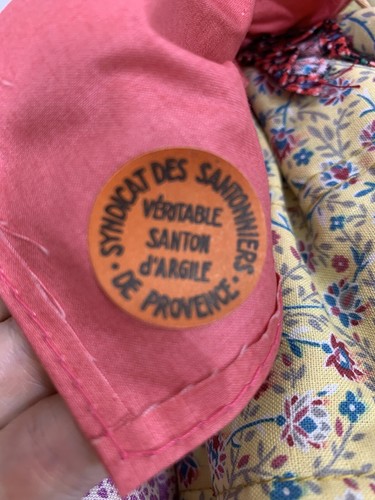 SYNDICAT DES SANTONNIERS
VÉRITABLE
SANTON
d'ARGILE
• DE PROVENCE •